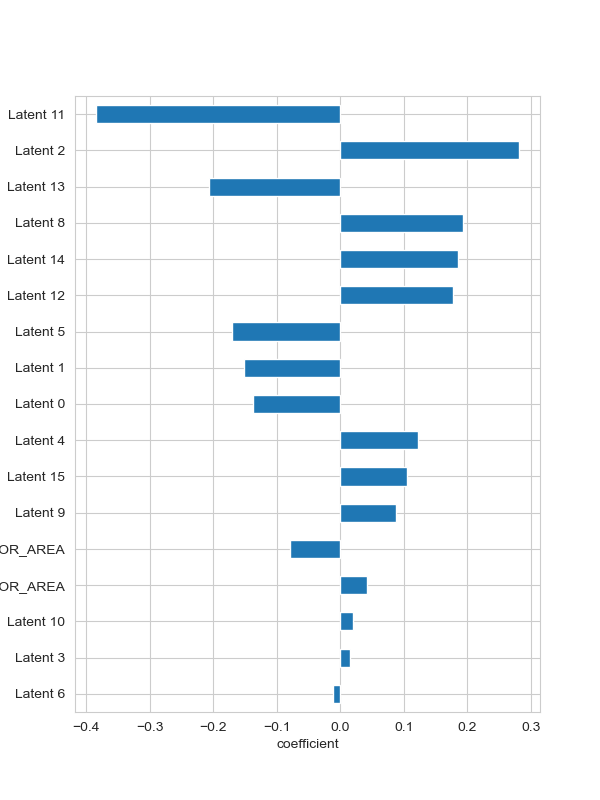 Latent 11
Latent 2
Latent 13
Latent 8
Latent 14
Latent 12
Latent 5
Latent 1
Latent 0
Latent 4
Latent 15
Latent 9
OR_AREA
OR_AREA
Latent 10
Latent 3
Latent 6
−0.4 −0.3 −0.2 −0.1 0.0 0.1 0.2 0.3
coefficient